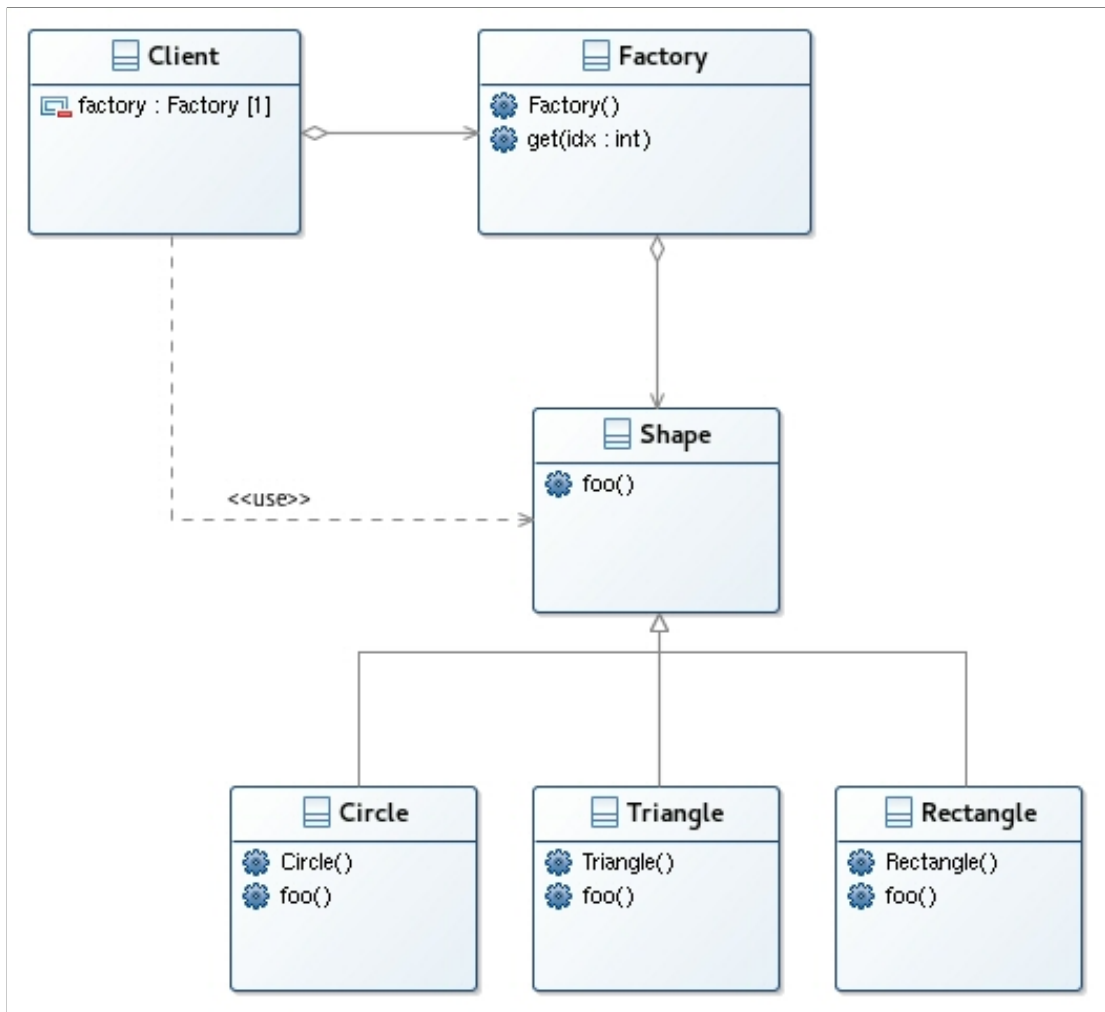 Client
factory : Factory [1]
Factory
Factory()
get(idx : int)
Shape
foo()
<<use>>
Circle
Circle()
foo()
Triangle
Triangle()
foo()
Rectangle
Rectangle()
foo()